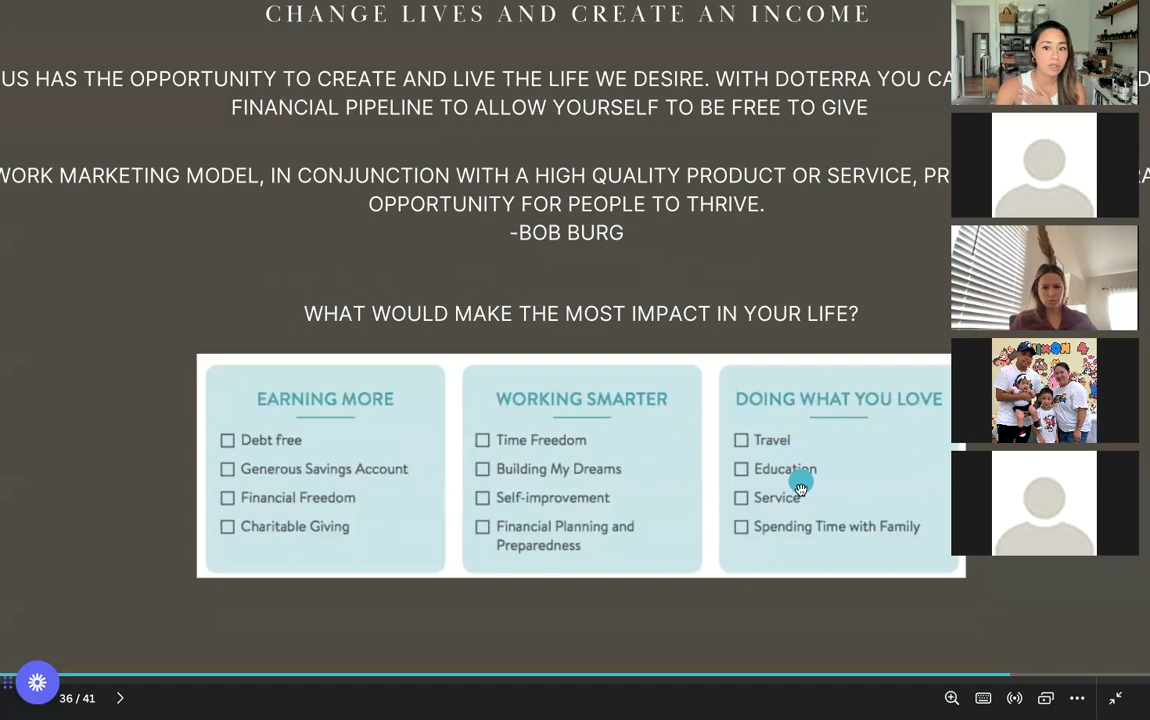 CHANGE LIVES AND CREATE AN INCOME
US HAS THE OPPORTUNITY TO CREATE AND LIVE THE LIFE WE DESIRE. WITH DOTERRA YOU CA
FINANCIAL PIPELINE TO ALLOW YOURSELF TO BE FREE TO GIVE
WORK MARKETING MODEL, IN CONJUNCTION WITH A HIGH QUALITY PRODUCT OR SERVICE, PR
OPPORTUNITY FOR PEOPLE TO THRIVE.
-BOB BURG
WHAT WOULD MAKE THE MOST IMPACT IN YOUR LIFE?
EARNING MORE
Debt free
Generous Savings Account
Financial Freedom
Charitable Giving
WORKING SMARTER
Time Freedom
Building My Dreams
Self-improvement
Financial Planning and
Preparedness
DOING WHAT YOU LOVE
Travel
Education
Service
Spending Time with Family
36 / 41